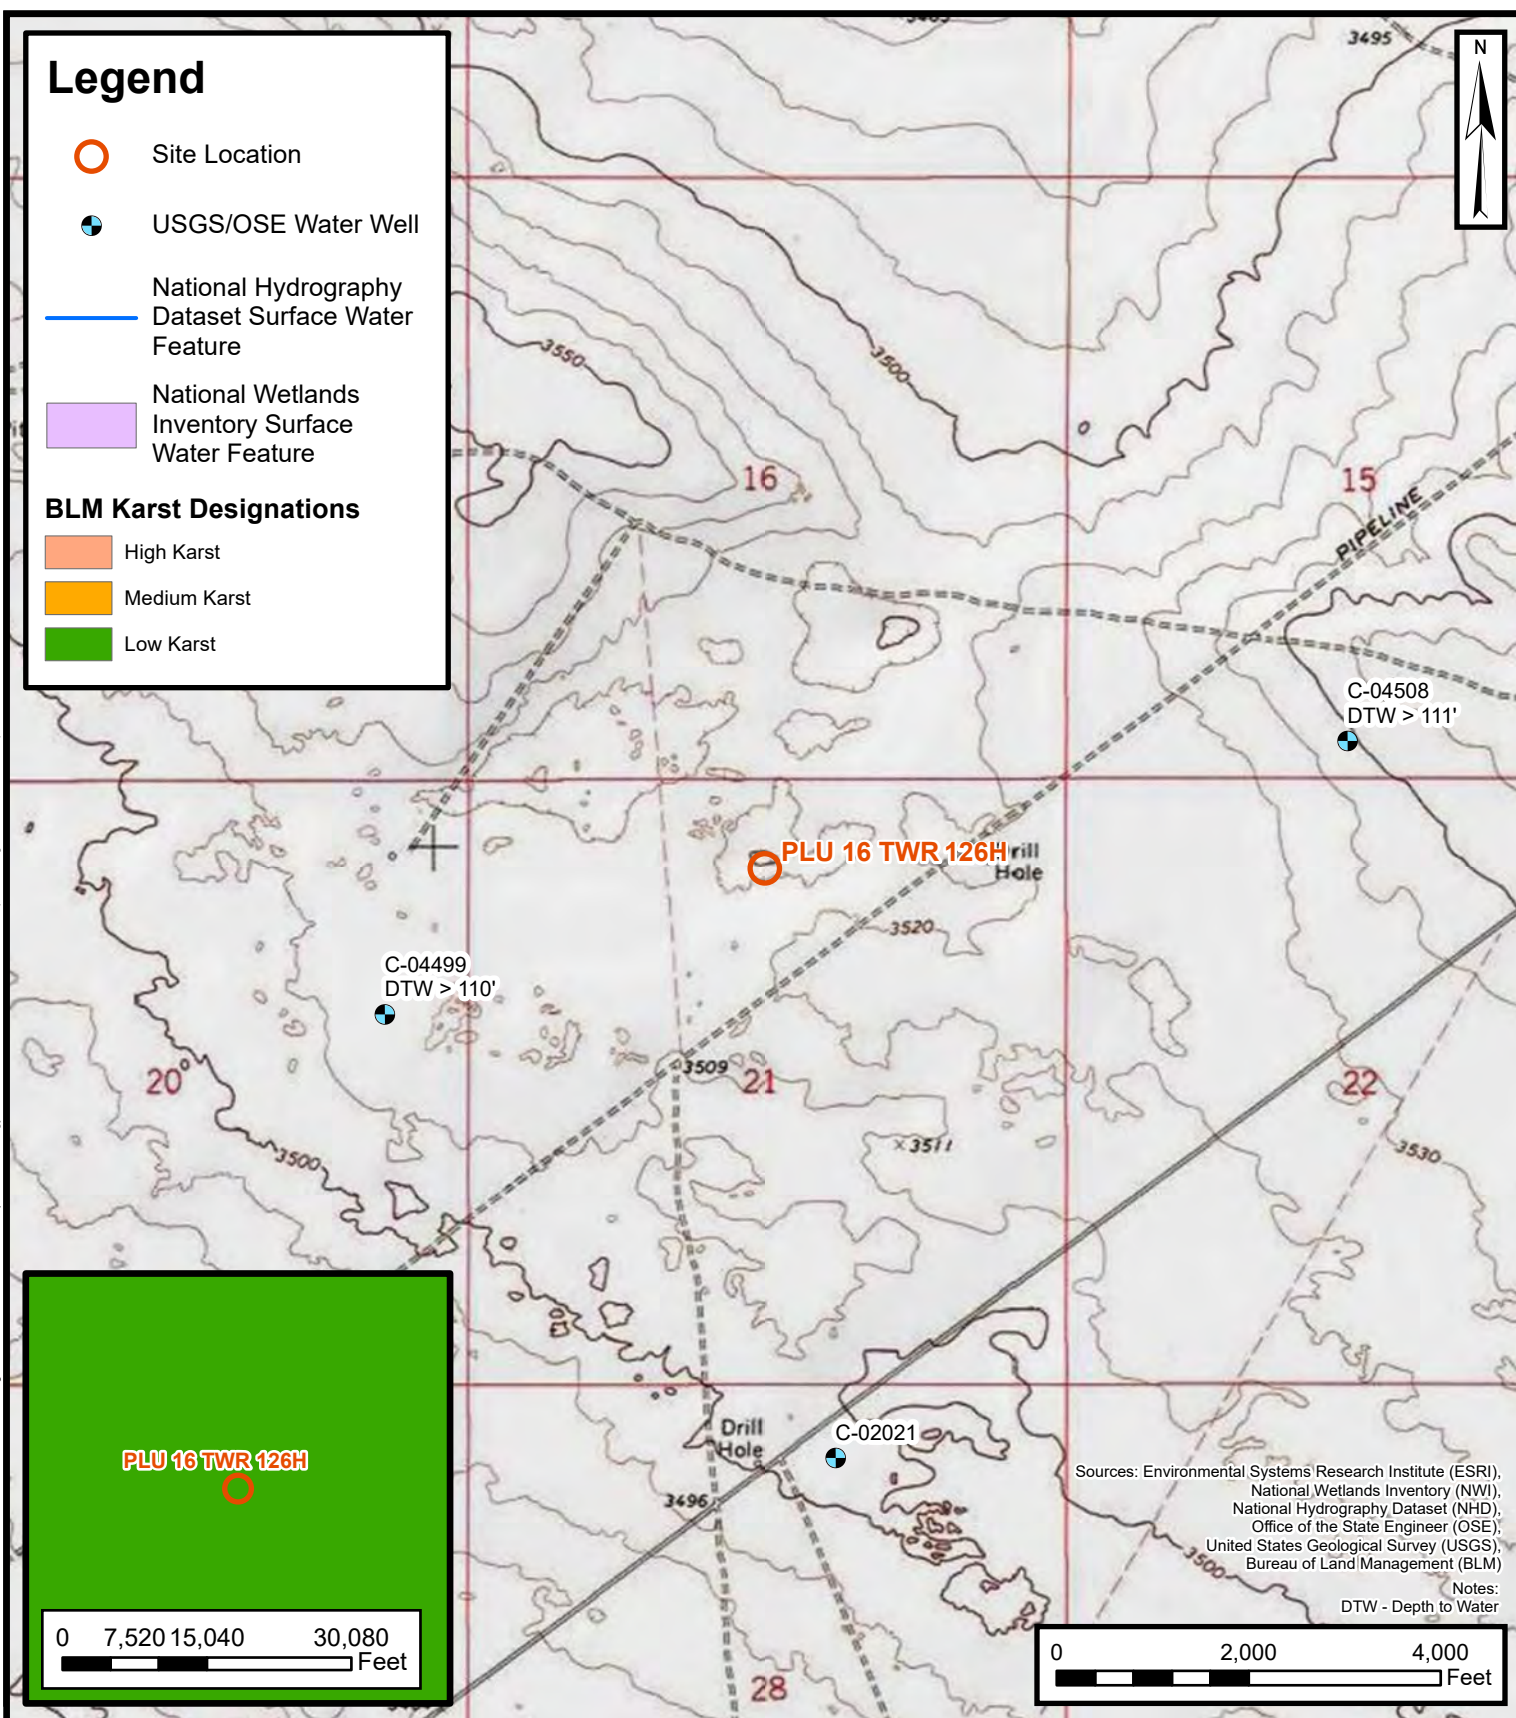 3495
N
Legend
Site Location
USGS/OSE Water Well
National Hydrography
Dataset Surface Water
Feature
National Wetlands
Inventory Surface
Water Feature
BLM Karst Designations
High Karst
Medium Karst
Low Karst
3550
3500
16
15
PIPELINE
C-04508
DTW > 111'
PLU 16 TWR 126H
Hole
3520
C-04499
DTW > 110'
20
3509
21
22
3511
3500
3530
Drill
Hole
C-02021
3496
3500
28
PLU 16 TWR 126H
0 7,520 15,040 30,080
Feet
Sources: Environmental Systems Research Institute (ESRI),
National Wetlands Inventory (NWI),
National Hydrography Dataset (NHD),
Office of the State Engineer (OSE),
United States Geological Survey (USGS),
Bureau of Land Management (BLM)
Notes:
DTW - Depth to Water
0 2,000 4,000
Feet